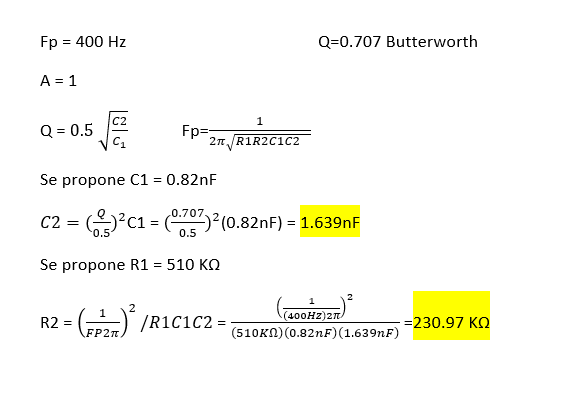 Fp = 400 Hz Q=0.707 Butterworth
A = 1
Q = 0.5 √(C2/C₁) Fp= 1/(2π√(R1R2C1C2))
Se propone C1 = 0.82nF
C2 = (Q/0.5)²C1 = (0.707/0.5)²(0.82nF) = 1.639nF
Se propone R1 = 510 KΩ
R2 = (1/(FP2π))² /R1C1C2 = (1/((400HZ)2π))² / ((510KΩ)(0.82nF)(1.639nF)) =230.97 KΩ